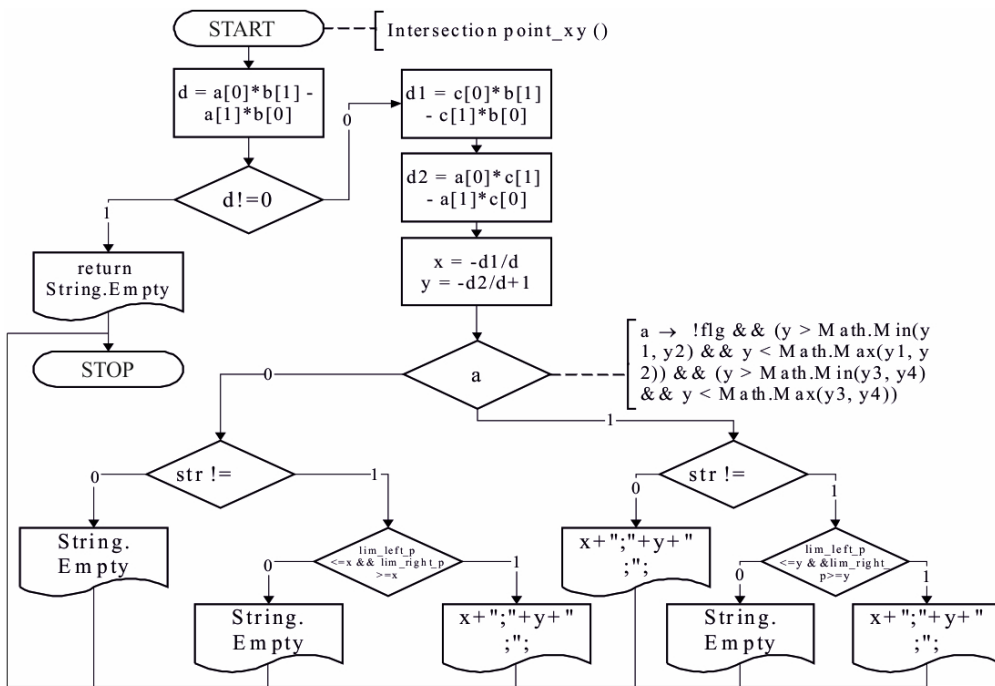 START
Intersection point_xy ()
d = a[0]*b[1] -
a[1]*b[0]
d1 = c[0]*b[1]
- c[1]*b[0]
0
d2 = a[0]*c[1]
- a[1]*c[0]
d!=0
1
return
String.Empty
x = -d1/d
y = -d2/d+1
STOP
a
a → !flg && (y > Math.Min(y
1, y2) && y < Math.Max(y1, y
2)) && (y > Math.Min(y3, y4)
&& y < Math.Max(y3, y4))
0
1
str !=
0
1
str !=
0
1
String.
Empty
lim_left_p
<=x && lim_right_p
>=x
0
1
x+";"+y+"
;";
lim_left_p
<=y & &lim_right_
p>=y
0
1
String.
Empty
x+";"+y+"
;";
String.
Empty
x+";"+y+"
;";